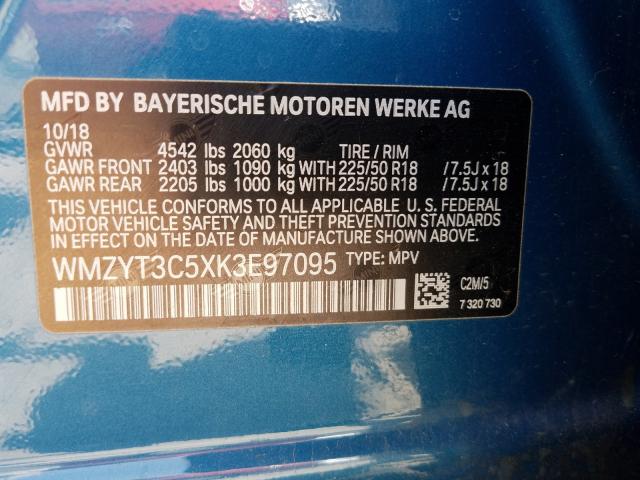 MFD BY BAYERISCHE MOTOREN WERKE AG
10/18
GVWR 4542 lbs 2060 kg TIRE / RIM
GAWR FRONT 2403 lbs 1090 kg WITH 225/50 R18 /7.5J x 18
GAWR REAR 2205 lbs 1000 kg WITH 225/50 R18 /7.5J x 18
THIS VEHICLE CONFORMS TO ALL APPLICABLE U. S. FEDERAL
MOTOR VEHICLE SAFETY AND THEFT PREVENTION STANDARDS
IN EFFECT ON THE DATE OF MANUFACTURE SHOWN ABOVE.
WMZYT3C5XK3E97095 TYPE: MPV
C2M/5
7 320 730